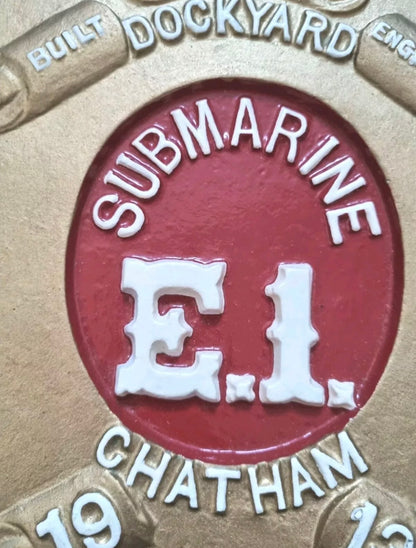 DOCKYARD
BUILT
SUBMARINE
E.1.
CHATHAM
19